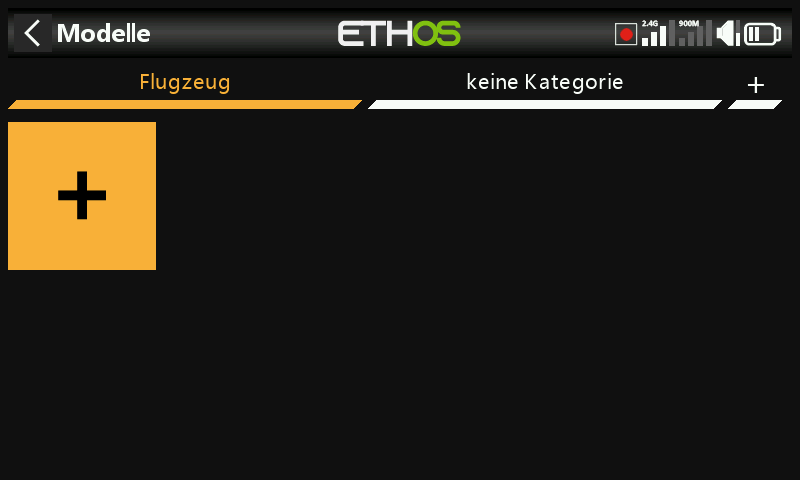 Modelle
ETHOS
2.4G
900M
Flugzeug
keine Kategorie
+
+